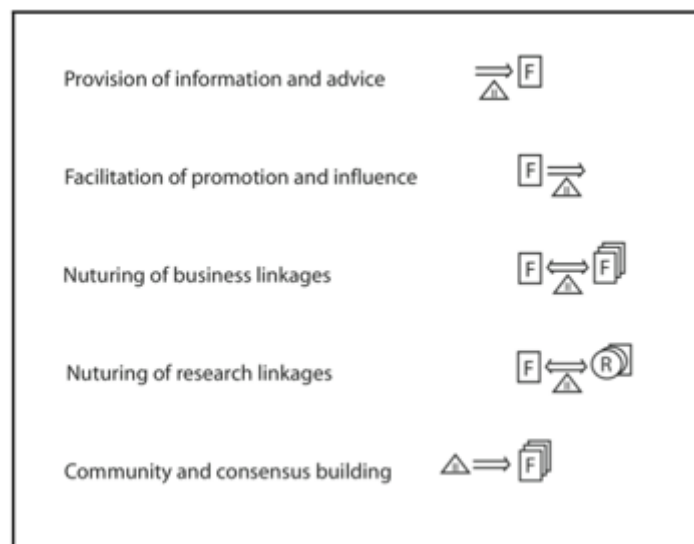 Provision of information and advice F
Facilitation of promotion and influence F
Nuturing of business linkages F F
Nuturing of research linkages F R
Community and consensus building F